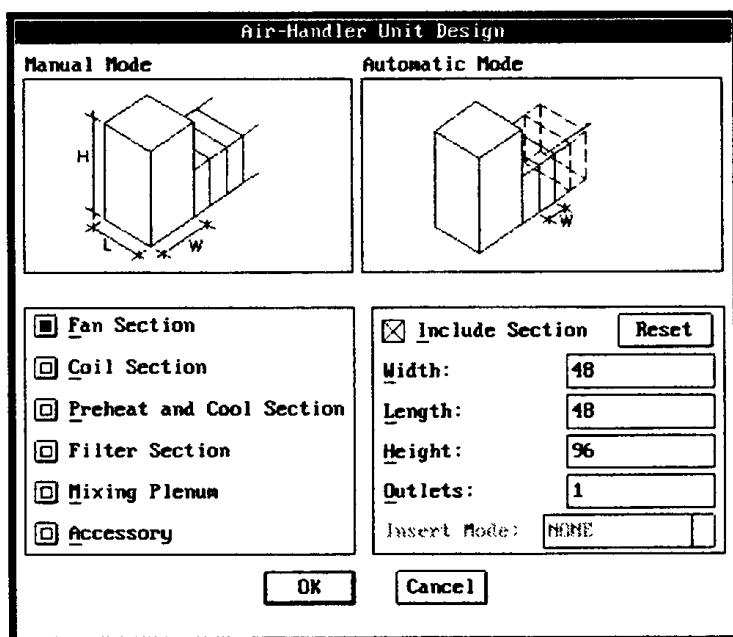 Air-Handler Unit Design
Manual Mode
Automatic Mode
H
L
W
W
Fan Section
Coil Section
Preheat and Cool Section
Filter Section
Mixing Plenum
Accessory
Include Section
Reset
Width: 48
Length: 48
Height: 96
Outlets: 1
Insert Mode: NONE
OK
Cancel